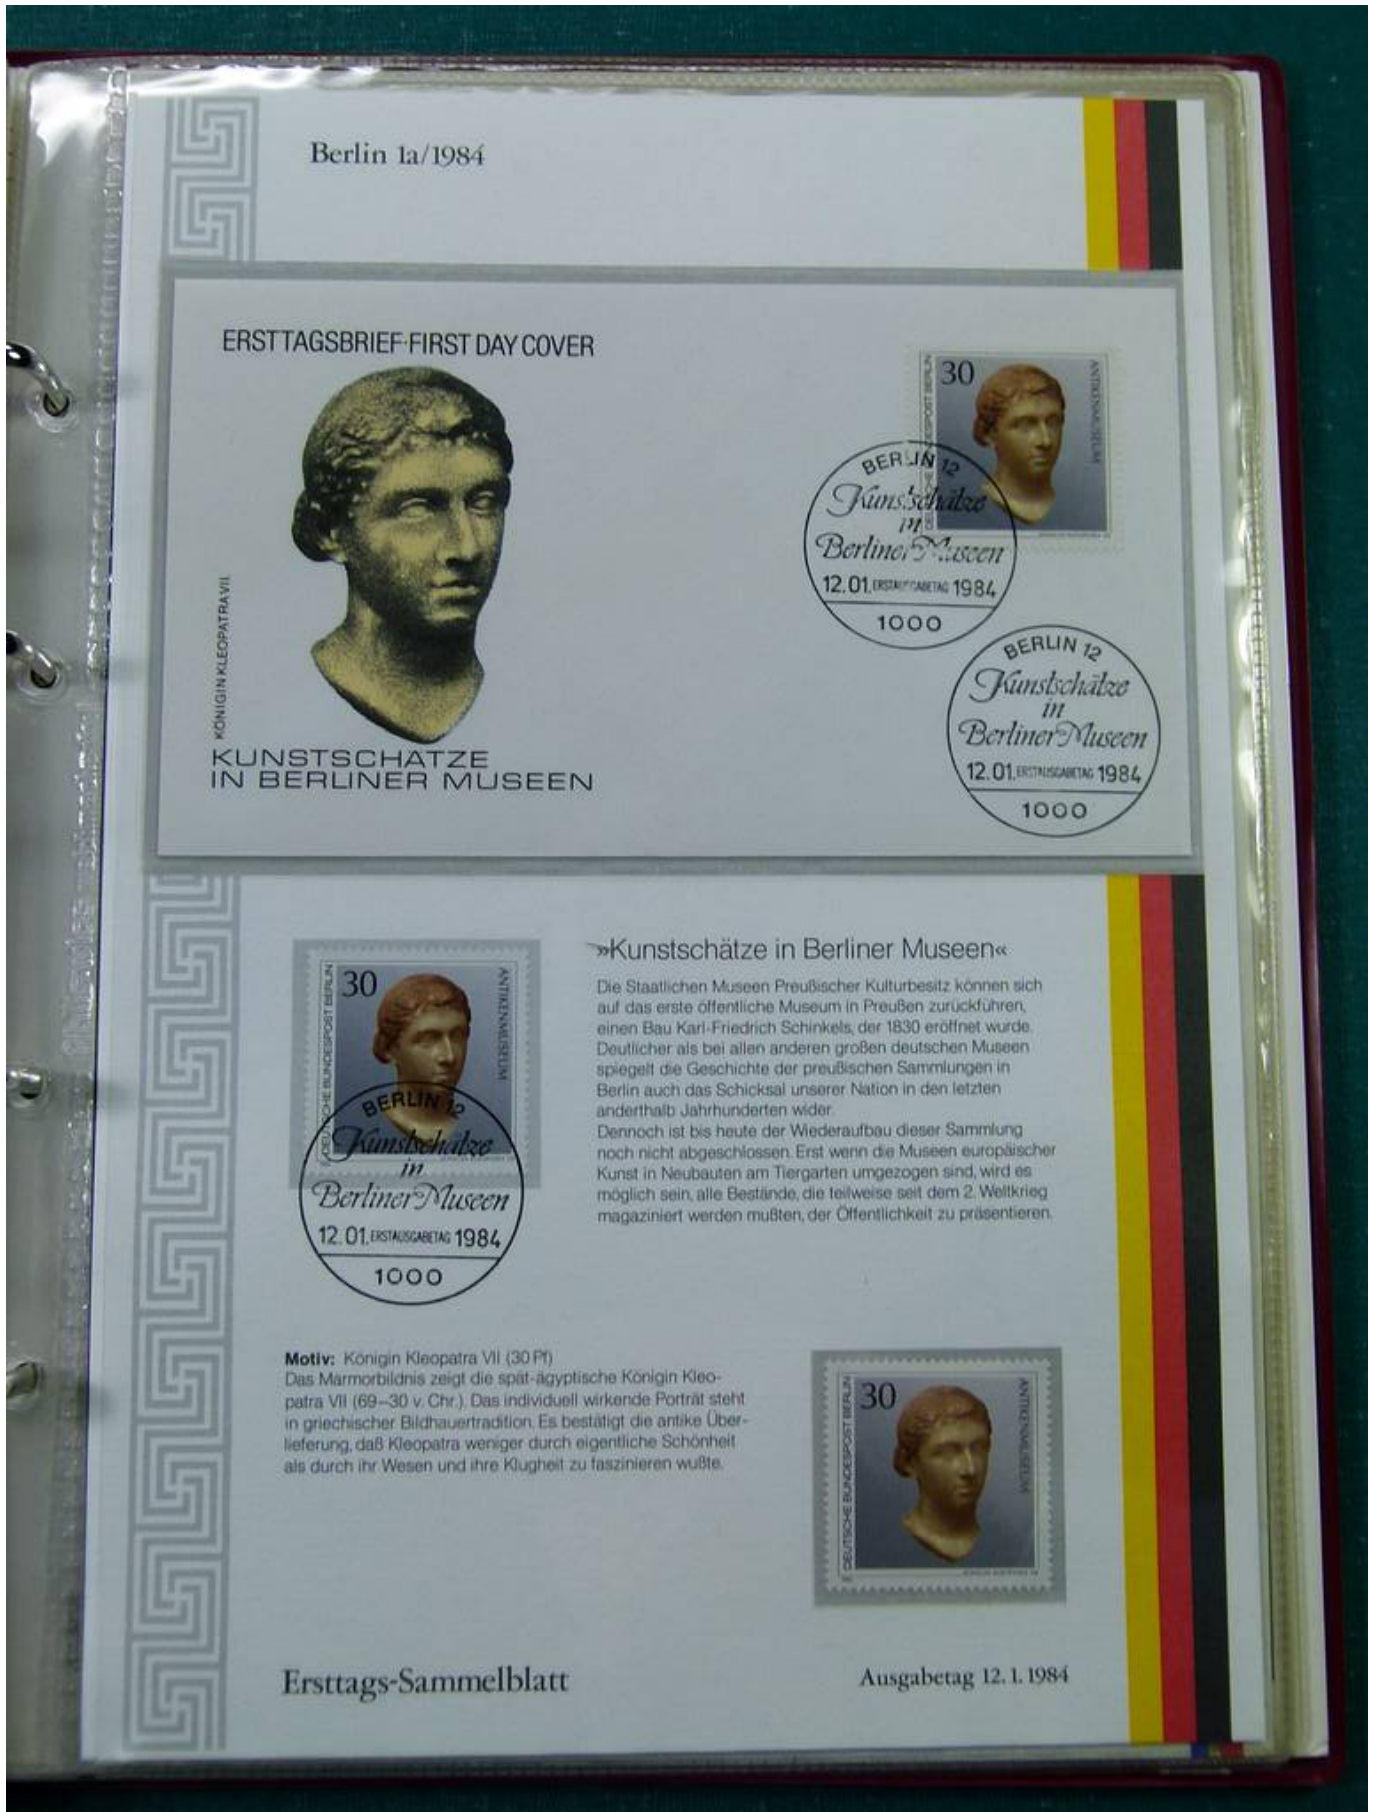 Berlin 1a/1984
ERSTTAGSBRIEF·FIRST DAY COVER
KÖNIGIN KLEOPATRA VII.
KUNSTSCHÄTZE
IN BERLINER MUSEEN
30
DEUTSCHE BUNDESPOST BERLIN
ANTIKENMUSEUM
BERLIN 12
Kunstschätze
in
Berliner Museen
12.01. ERSTAUSGABETAG 1984
1000
BERLIN 12
Kunstschätze
in
Berliner Museen
12.01. ERSTAUSGABETAG 1984
1000
30
DEUTSCHE BUNDESPOST BERLIN
ANTIKENMUSEUM
BERLIN 12
Kunstschätze
in
Berliner Museen
12.01. ERSTAUSGABETAG 1984
1000
»Kunstschätze in Berliner Museen«
Die Staatlichen Museen Preußischer Kulturbesitz können sich
auf das erste öffentliche Museum in Preußen zurückführen,
einen Bau Karl-Friedrich Schinkels, der 1830 eröffnet wurde.
Deutlicher als bei allen anderen großen deutschen Museen
spiegelt die Geschichte der preußischen Sammlungen in
Berlin auch das Schicksal unserer Nation in den letzten
anderthalb Jahrhunderten wider.
Dennoch ist bis heute der Wiederaufbau dieser Sammlung
noch nicht abgeschlossen. Erst wenn die Museen europäischer
Kunst in Neubauten am Tiergarten umgezogen sind, wird es
möglich sein, alle Bestände, die teilweise seit dem 2. Weltkrieg
magaziniert werden mußten, der Öffentlichkeit zu präsentieren.
Motiv: Königin Kleopatra VII (30 Pf)
Das Marmorbildnis zeigt die spät-ägyptische Königin Kleo-
patra VII (69–30 v. Chr.). Das individuell wirkende Porträt steht
in griechischer Bildhauertradition. Es bestätigt die antike Über-
lieferung, daß Kleopatra weniger durch eigentliche Schönheit
als durch ihr Wesen und ihre Klugheit zu faszinieren wußte.
30
DEUTSCHE BUNDESPOST BERLIN
ANTIKENMUSEUM
Ersttags-Sammelblatt
Ausgabetag 12. 1. 1984